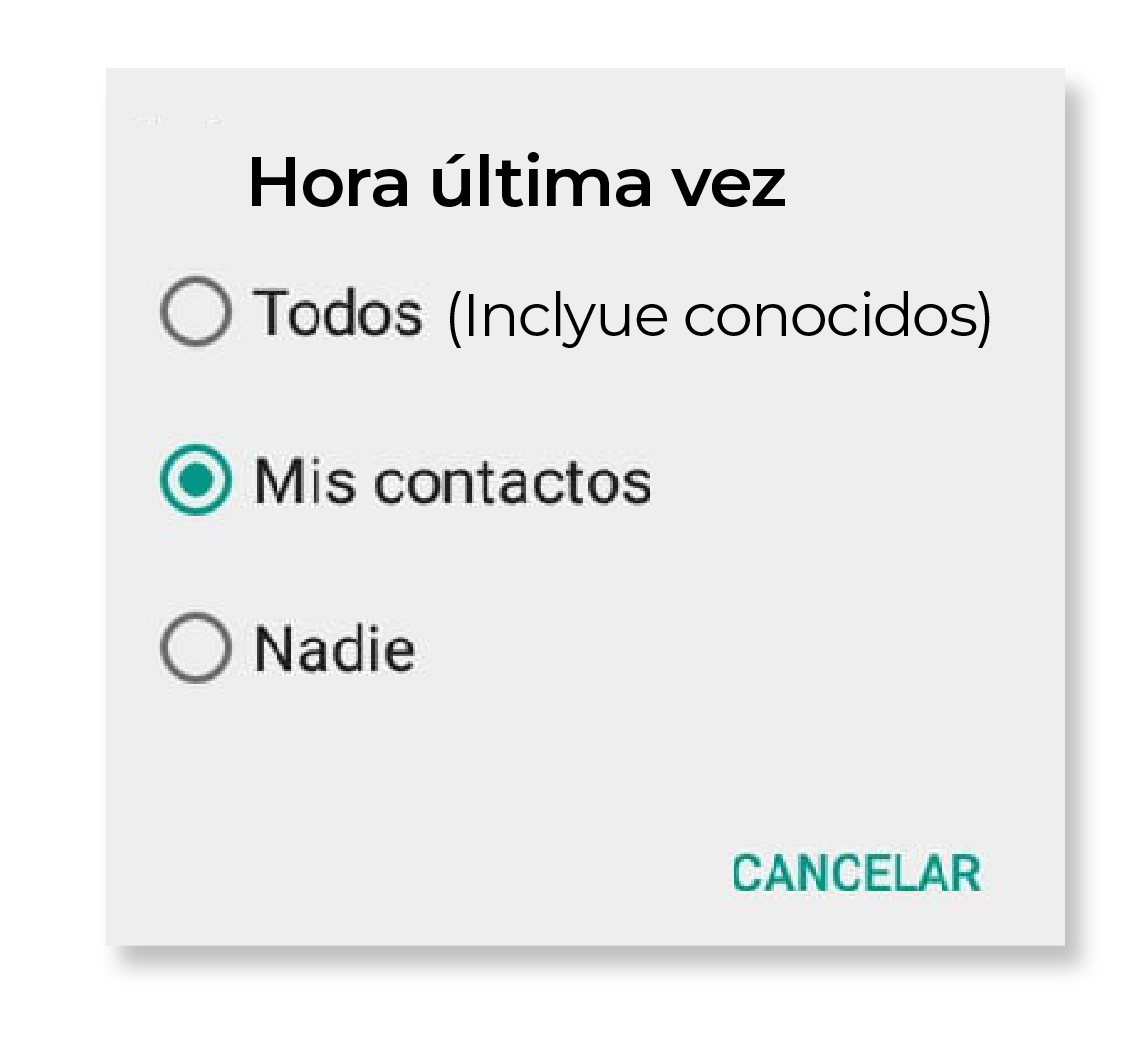 Hora última vez
Todos (Inclyue conocidos)
Mis contactos
Nadie
CANCELAR